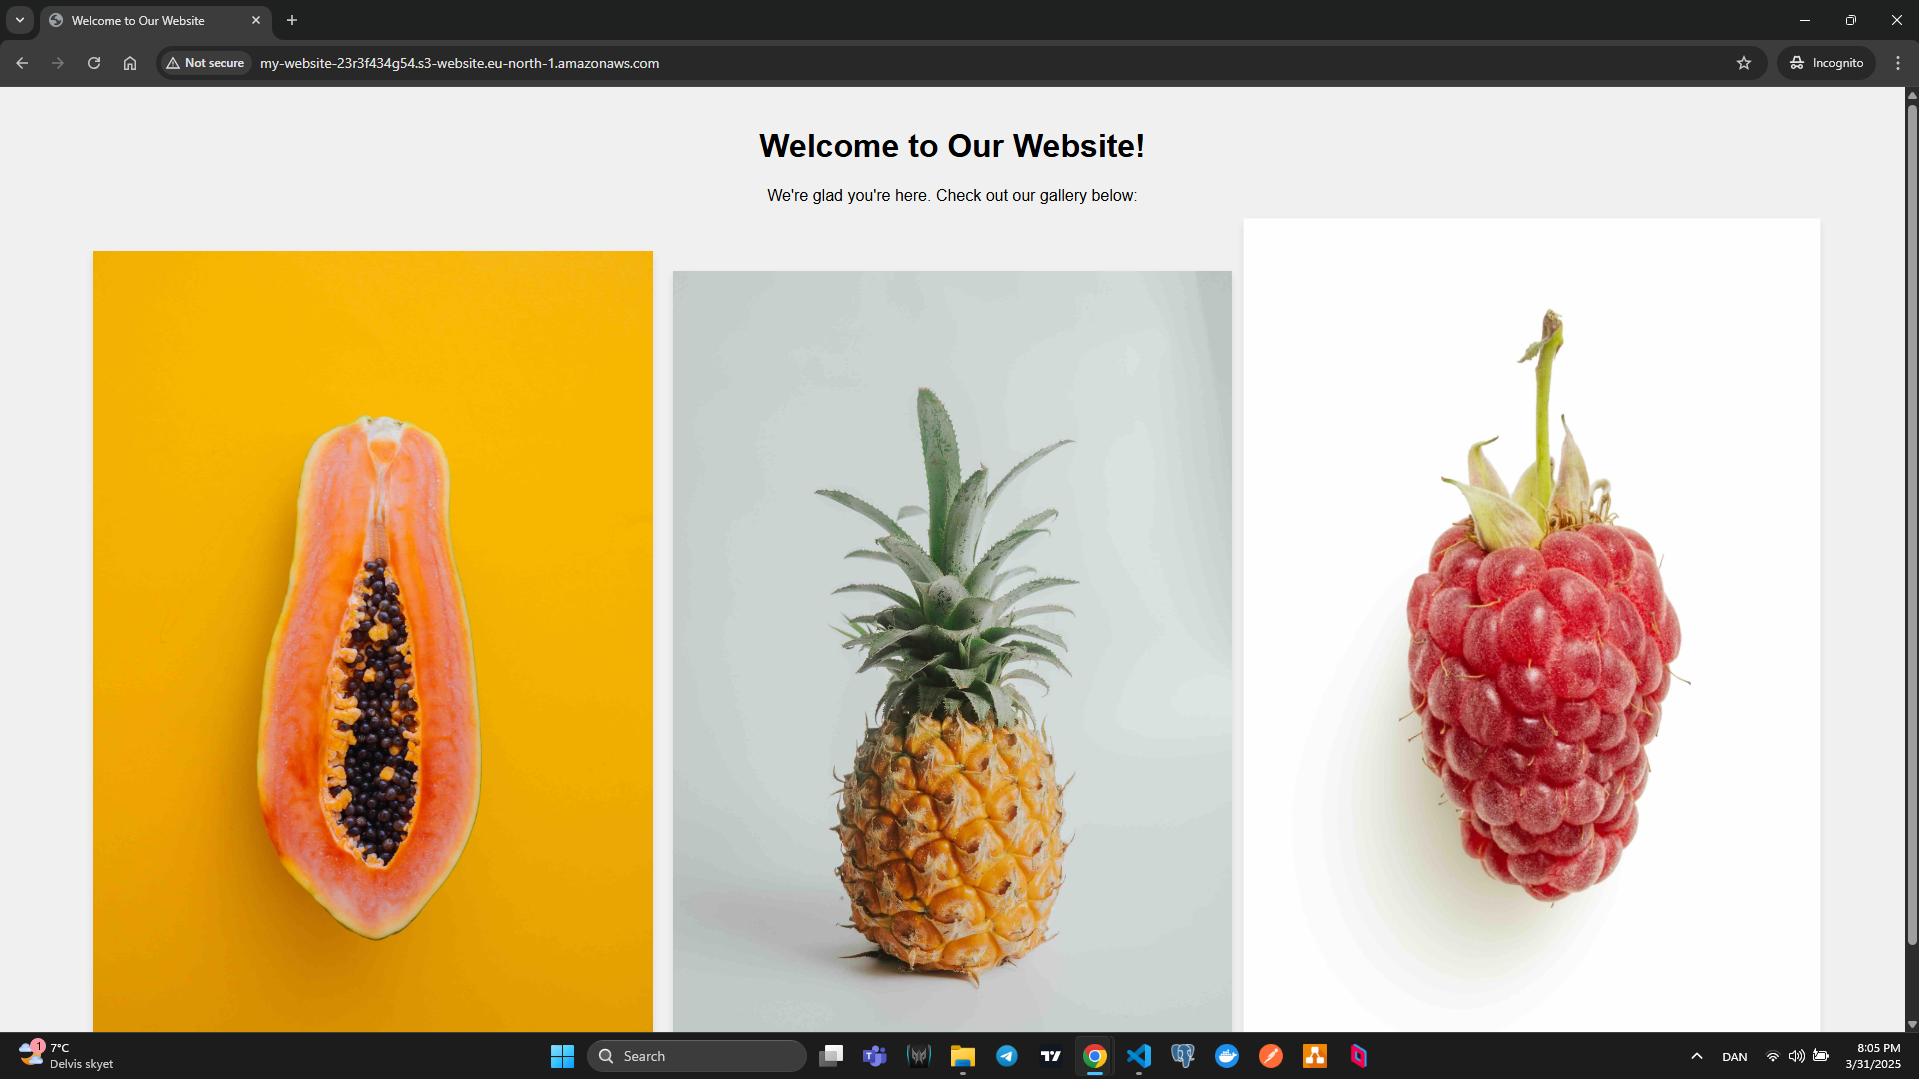 Welcome to Our Website
Not secure
my-website-23r3f434g54.s3-website.eu-north-1.amazonaws.com
Incognito
Welcome to Our Website!
We're glad you're here. Check out our gallery below:
1
7°C
Delvis skyet
Search
DAN
8:05 PM
3/31/2025